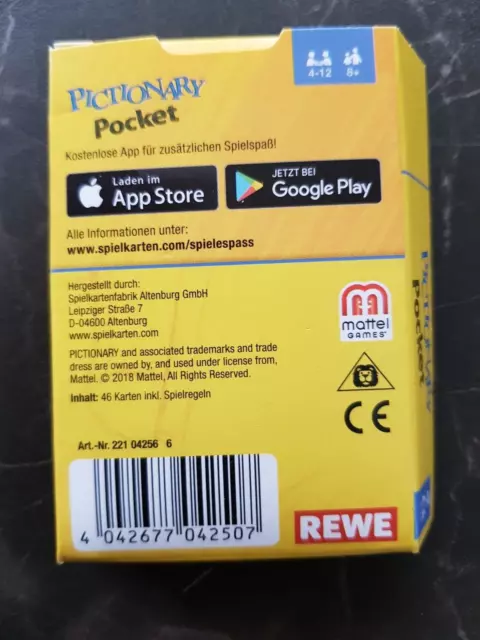 4-12 8+
PICTIONARY
Pocket
Kostenlose App für zusätzlichen Spielspaß!
Laden im
App Store
JETZT BEI
Google Play
Alle Informationen unter:
www.spielkarten.com/spielespass
Hergestellt durch:
Spielkartenfabrik Altenburg GmbH
Leipziger Straße 7
D-04600 Altenburg
www.spielkarten.com
mattel
GAMES™
PICTIONARY and associated trademarks and trade
dress are owned by, and used under license from,
Mattel. © 2018 Mattel, All Rights Reserved.
Inhalt: 46 Karten inkl. Spielregeln
CE
Art.-Nr. 221 04256 6
4 042677 042507
REWE
PICTIONARY
Pocket